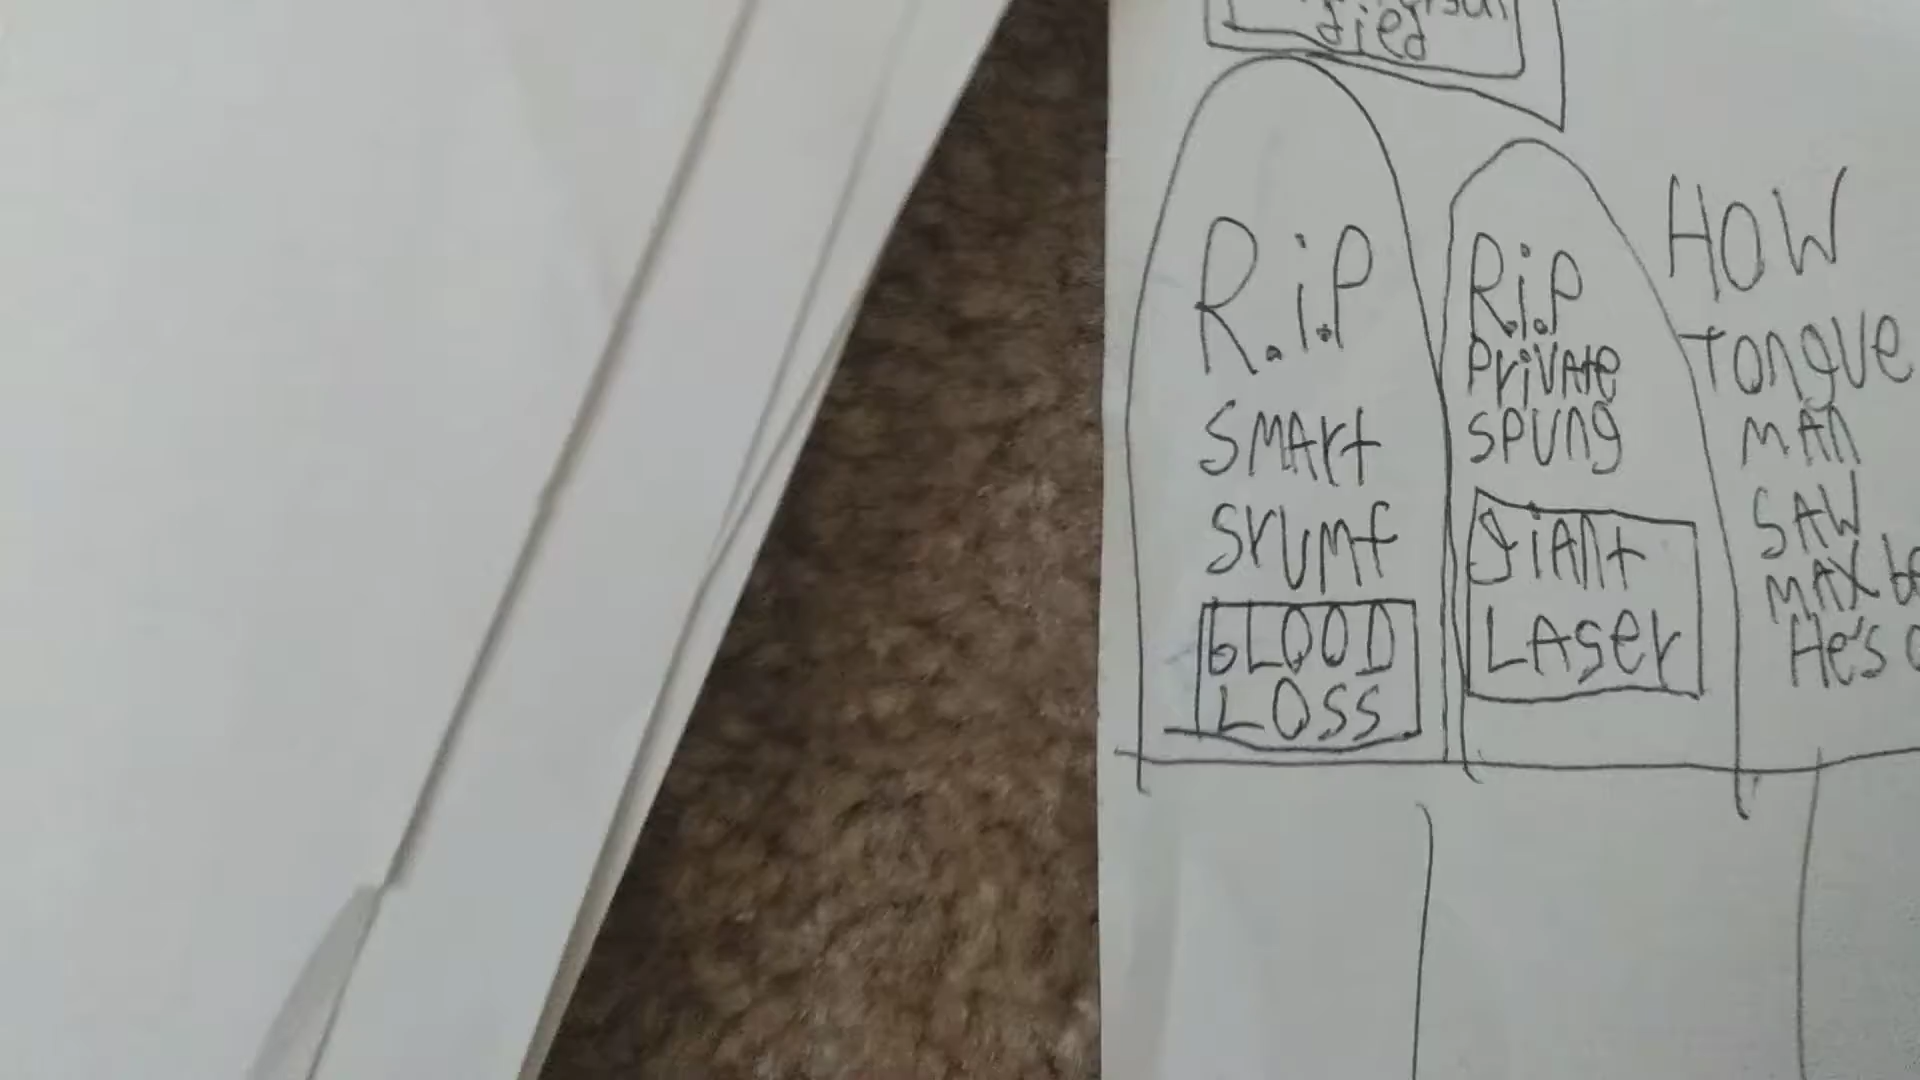 died
R.i.P
SMArt
SrUMf
bLOOD
LOSS
R.i.P
PriVAte
SPUng
giAnt
LASer
HOW
Tongue
MAn
SAW
MAX
He's